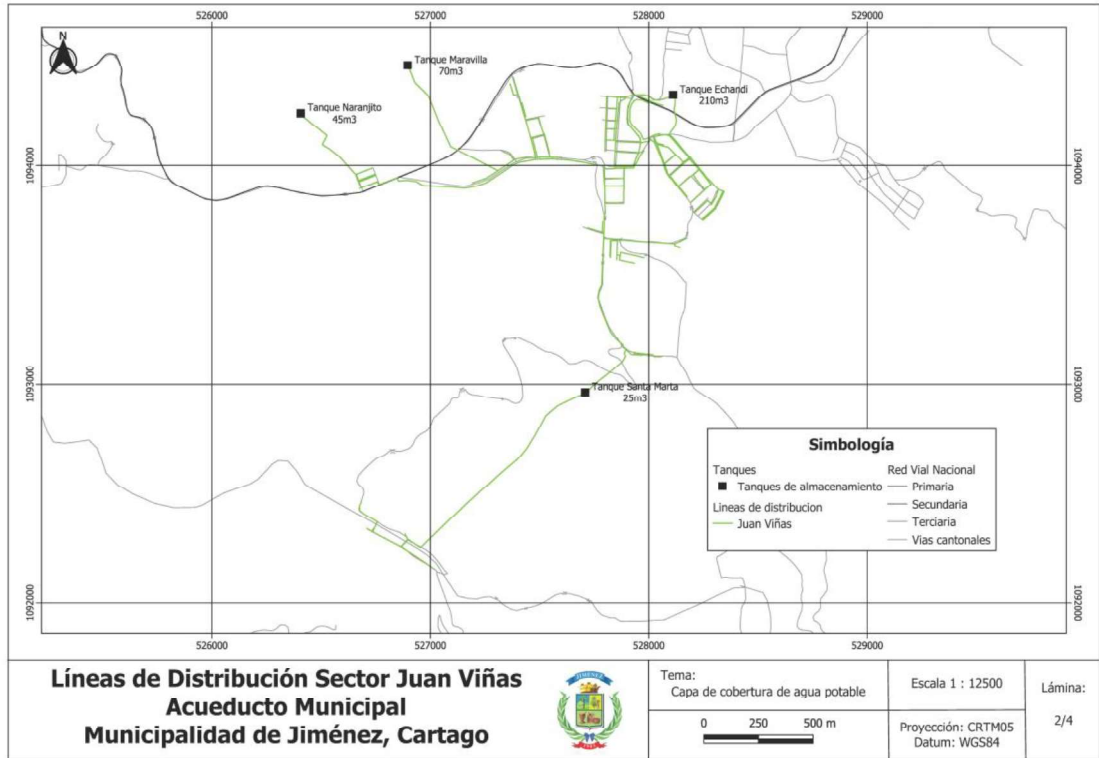 526000
527000
528000
529000
N
Tanque Maravilla
70m3
Tanque Echandi
210m3
Tanque Naranjito
45m3
1094000
1094000
1093000
1093000
Tanque Santa Marta
25m3
Simbología
Tanques
Tanques de almacenamiento
Lineas de distribucion
Juan Viñas
Red Vial Nacional
Primaria
Secundaria
Terciaria
Vias cantonales
1092000
1092000
526000
527000
528000
529000
Líneas de Distribución Sector Juan Viñas
Acueducto Municipal
Municipalidad de Jiménez, Cartago
JIMENEZ
Tema:
Capa de cobertura de agua potable
0 250 500 m
Escala 1 : 12500
Proyección: CRTM05
Datum: WGS84
Lámina:
2/4